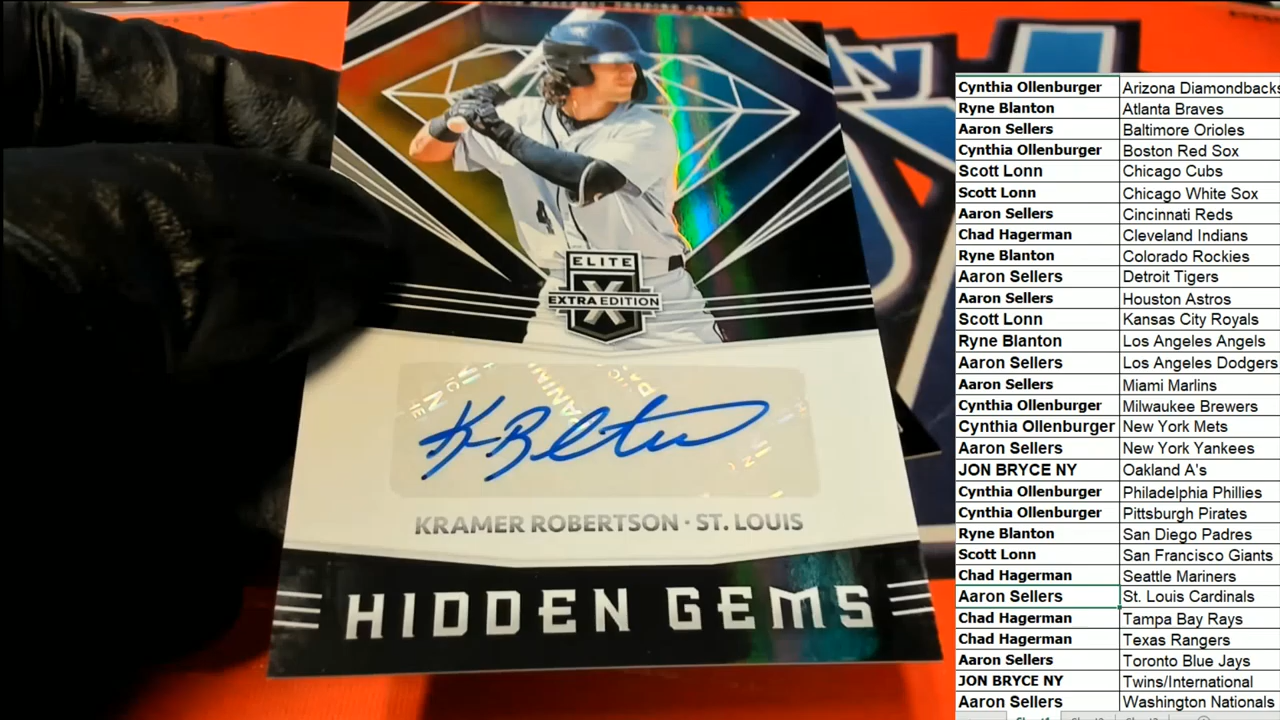 ELITE
X
EXTRA EDITION
4
PANINI
K Robertson
KRAMER ROBERTSON · ST. LOUIS
HIDDEN GEMS
Cynthia Ollenburger Arizona Diamondbacks
Ryne Blanton Atlanta Braves
Aaron Sellers Baltimore Orioles
Cynthia Ollenburger Boston Red Sox
Scott Lonn Chicago Cubs
Scott Lonn Chicago White Sox
Aaron Sellers Cincinnati Reds
Chad Hagerman Cleveland Indians
Ryne Blanton Colorado Rockies
Aaron Sellers Detroit Tigers
Aaron Sellers Houston Astros
Scott Lonn Kansas City Royals
Ryne Blanton Los Angeles Angels
Aaron Sellers Los Angeles Dodgers
Aaron Sellers Miami Marlins
Cynthia Ollenburger Milwaukee Brewers
Cynthia Ollenburger New York Mets
Aaron Sellers New York Yankees
JON BRYCE NY Oakland A's
Cynthia Ollenburger Philadelphia Phillies
Cynthia Ollenburger Pittsburgh Pirates
Ryne Blanton San Diego Padres
Scott Lonn San Francisco Giants
Chad Hagerman Seattle Mariners
Aaron Sellers St. Louis Cardinals
Chad Hagerman Tampa Bay Rays
Chad Hagerman Texas Rangers
Aaron Sellers Toronto Blue Jays
JON BRYCE NY Twins/International
Aaron Sellers Washington Nationals